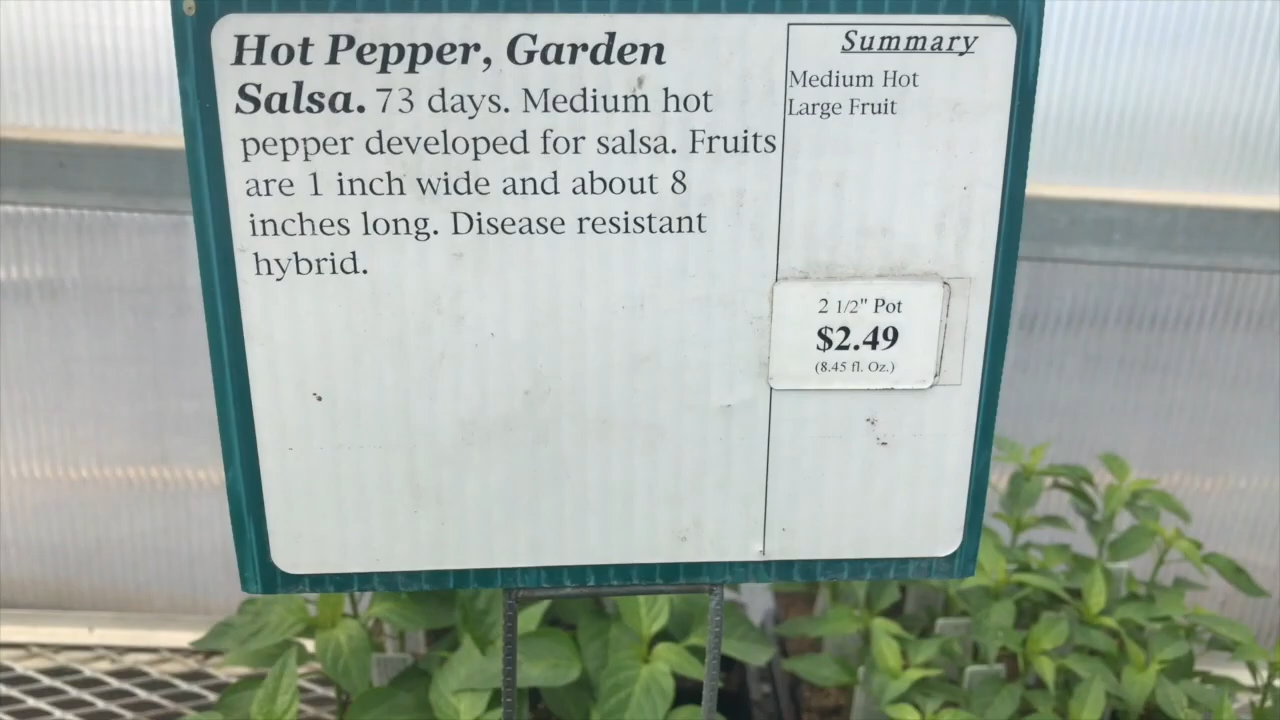 Hot Pepper, Garden
Salsa. 73 days. Medium hot
pepper developed for salsa. Fruits
are 1 inch wide and about 8
inches long. Disease resistant
hybrid.
Summary
Medium Hot
Large Fruit
2 1/2" Pot
$2.49
(8.45 fl. Oz.)